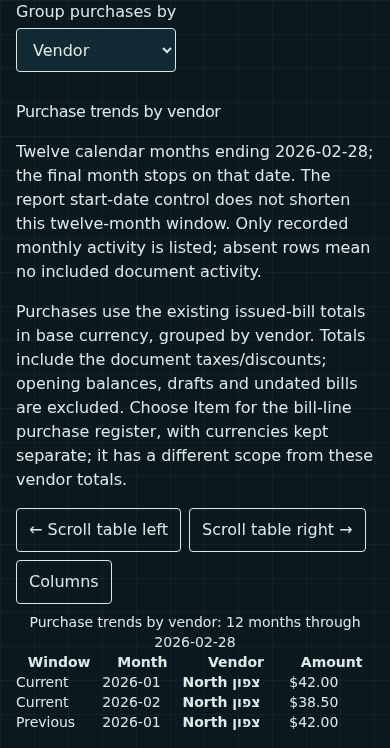 Group purchases by
Vendor
Purchase trends by vendor
Twelve calendar months ending 2026-02-28;
the final month stops on that date. The
report start-date control does not shorten
this twelve-month window. Only recorded
monthly activity is listed; absent rows mean
no included document activity.
Purchases use the existing issued-bill totals
in base currency, grouped by vendor. Totals
include the document taxes/discounts;
opening balances, drafts and undated bills
are excluded. Choose Item for the bill-line
purchase register, with currencies kept
separate; it has a different scope from these
vendor totals.
← Scroll table left Scroll table right →
Columns
Purchase trends by vendor: 12 months through
2026-02-28
Window Month Vendor Amount
Current 2026-01 North צפון $42.00
Current 2026-02 North צפון $38.50
Previous 2026-01 North צפון $42.00